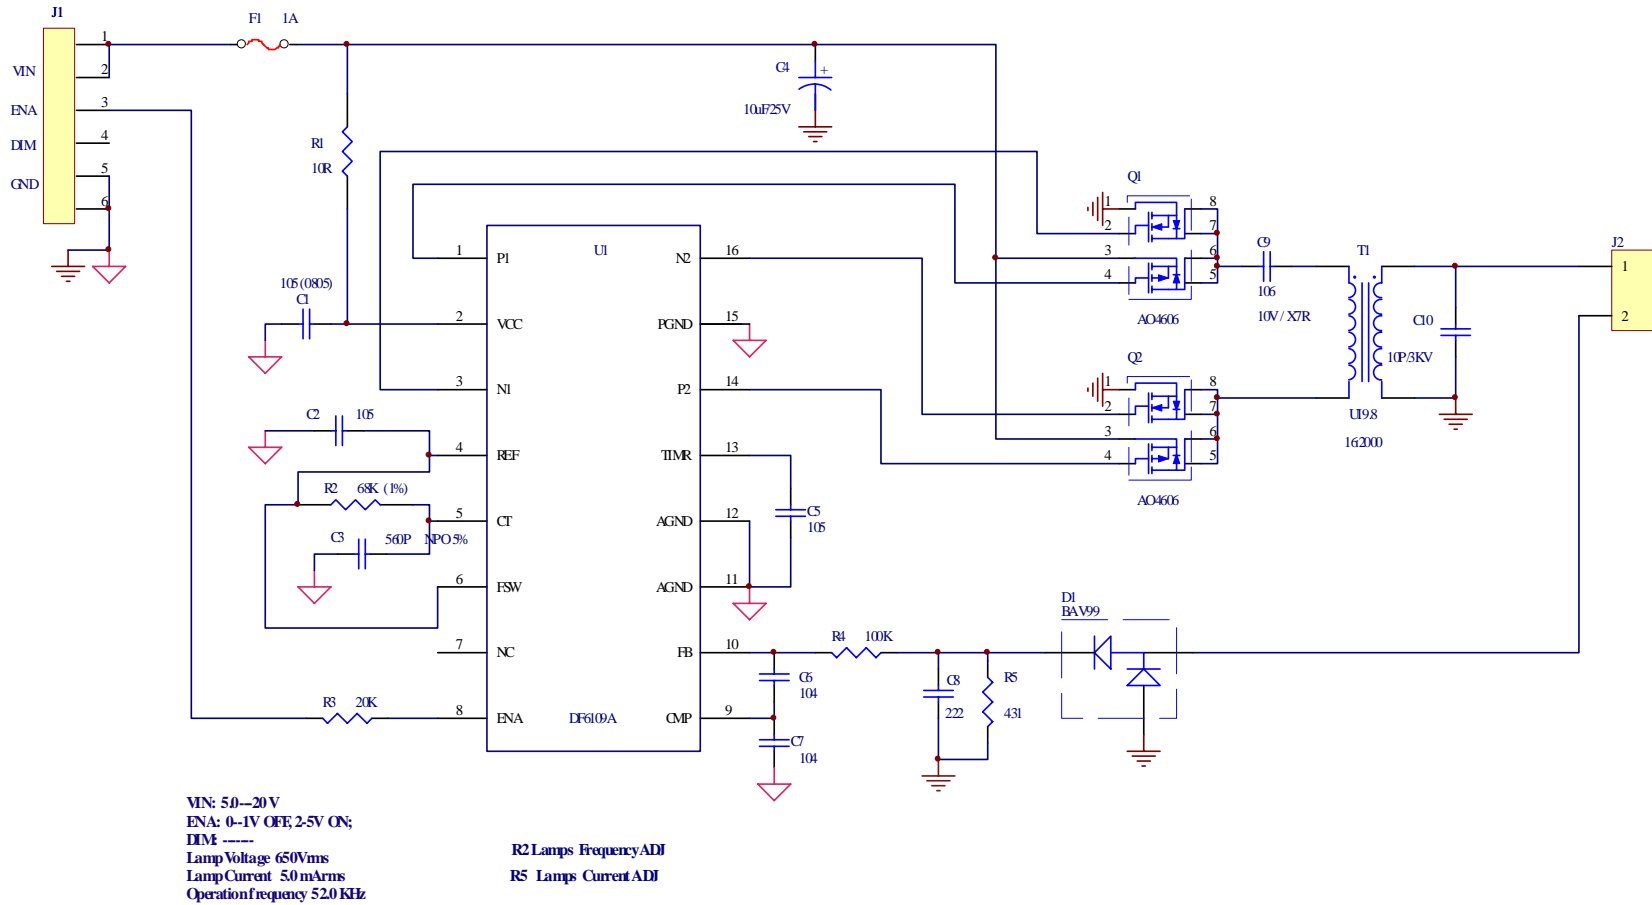 J1
F1 1A
1
VIN
2
ENA
3
DIM
4
GND
5
6
R1
10R
C4
+
10uF/25V
105 (0805)
C1
U1
DF6109A
1 P1
2 VCC
3 N1
4 REF
5 CT
6 FSW
7 NC
8 ENA
N2 16
PGND 15
P2 14
TIMR 13
AGND 12
AGND 11
FB 10
CMP 9
C2 105
R2 68K (1%)
C3 560P NPO 5%
R3 20K
C5
105
Q1
1
2
3
4
8
7
6
5
AO4606
Q2
1
2
3
4
8
7
6
5
AO4606
C9
106
10V / X7R
T1
UI9.8
16:2000
C10
10P/3KV
J2
1
2
D1
BAV99
R4 100K
C6
104
C7
104
C8
222
R5
431
VIN: 5.0---20 V
ENA: 0--1V OFF, 2-5V ON;
DIM: -------
Lamp Voltage 650Vrms
Lamp Current 5.0 mArms
Operation frequency 52.0 KHz
R2 Lamps Frequency ADJ
R5 Lamps Current ADJ